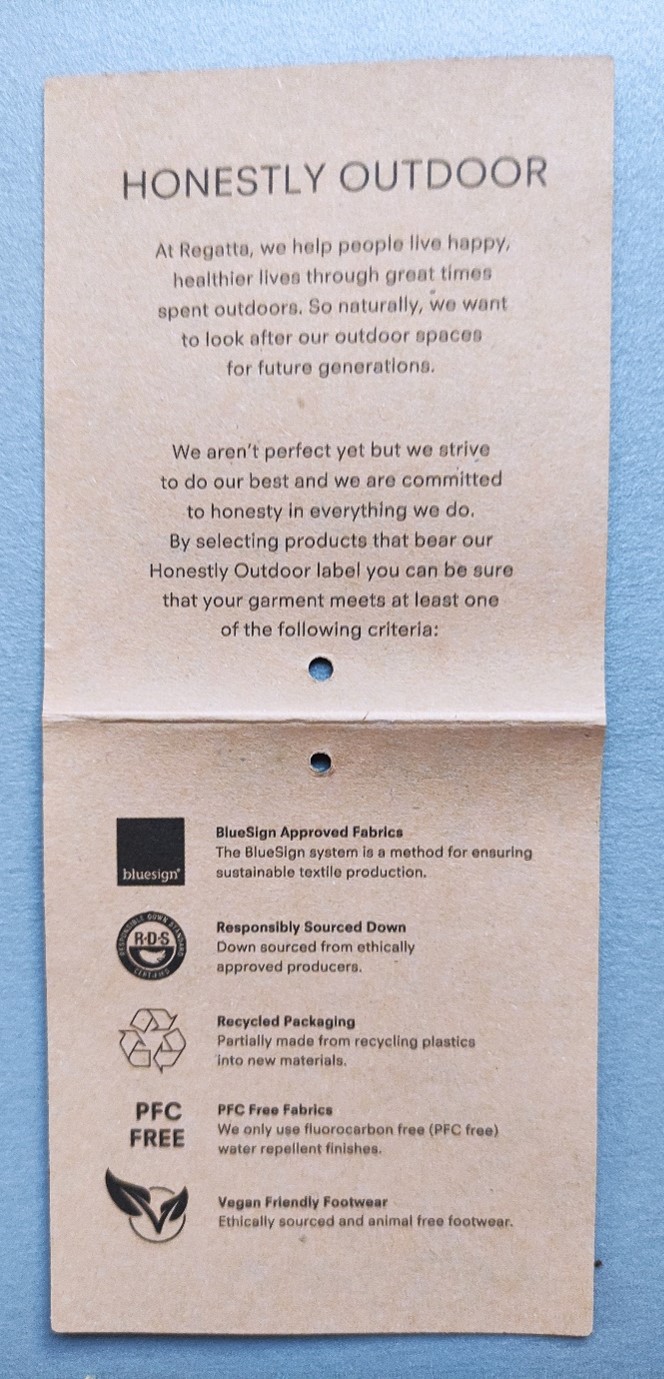 HONESTLY OUTDOOR
At Regatta, we help people live happy,
healthier lives through great times
spent outdoors. So naturally, we want
to look after our outdoor spaces
for future generations.
We aren't perfect yet but we strive
to do our best and we are committed
to honesty in everything we do.
By selecting products that bear our
Honestly Outdoor label you can be sure
that your garment meets at least one
of the following criteria:
bluesign®
BlueSign Approved Fabrics
The BlueSign system is a method for ensuring
sustainable textile production.
RESPONSIBLE DOWN STANDARD
R·D·S
CERTIFIED
Responsibly Sourced Down
Down sourced from ethically
approved producers.
Recycled Packaging
Partially made from recycling plastics
into new materials.
PFC
FREE
PFC Free Fabrics
We only use fluorocarbon free (PFC free)
water repellent finishes.
Vegan Friendly Footwear
Ethically sourced and animal free footwear.